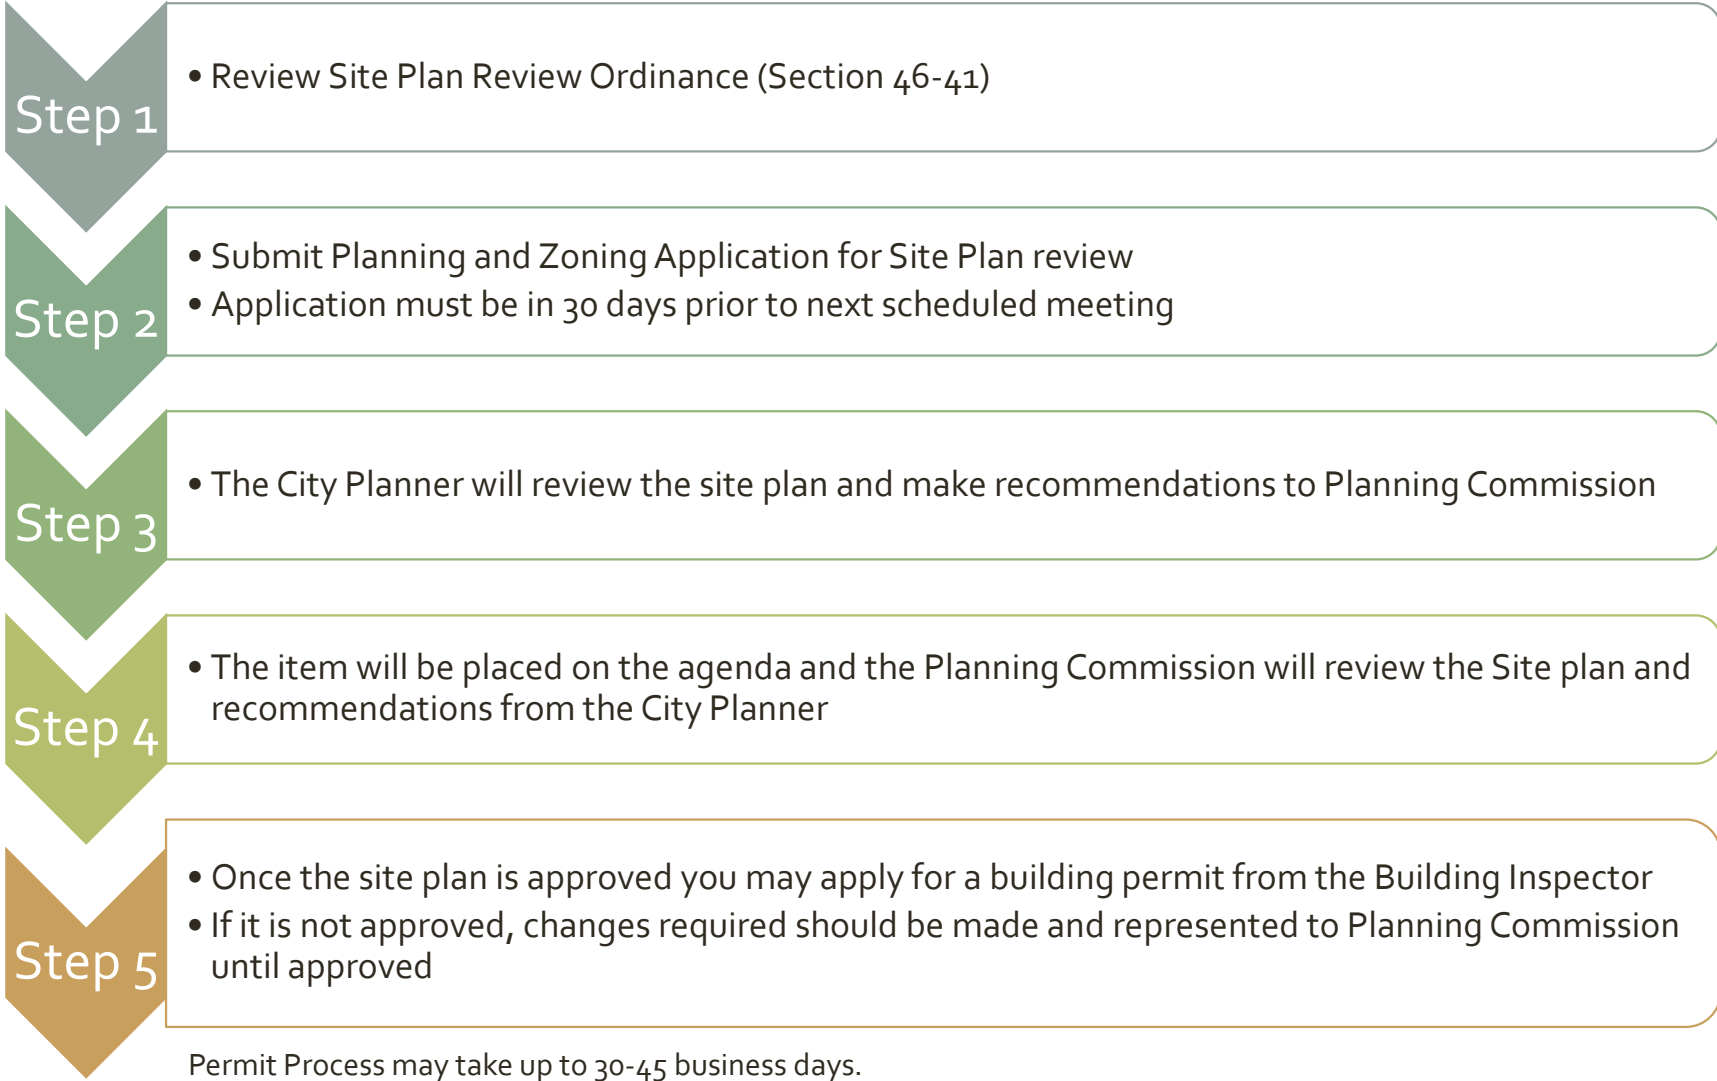 Step 1
• Review Site Plan Review Ordinance (Section 46-41)
Step 2
• Submit Planning and Zoning Application for Site Plan review
• Application must be in 30 days prior to next scheduled meeting
Step 3
• The City Planner will review the site plan and make recommendations to Planning Commission
Step 4
• The item will be placed on the agenda and the Planning Commission will review the Site plan and
recommendations from the City Planner
Step 5
• Once the site plan is approved you may apply for a building permit from the Building Inspector
• If it is not approved, changes required should be made and represented to Planning Commission
until approved
Permit Process may take up to 30-45 business days.